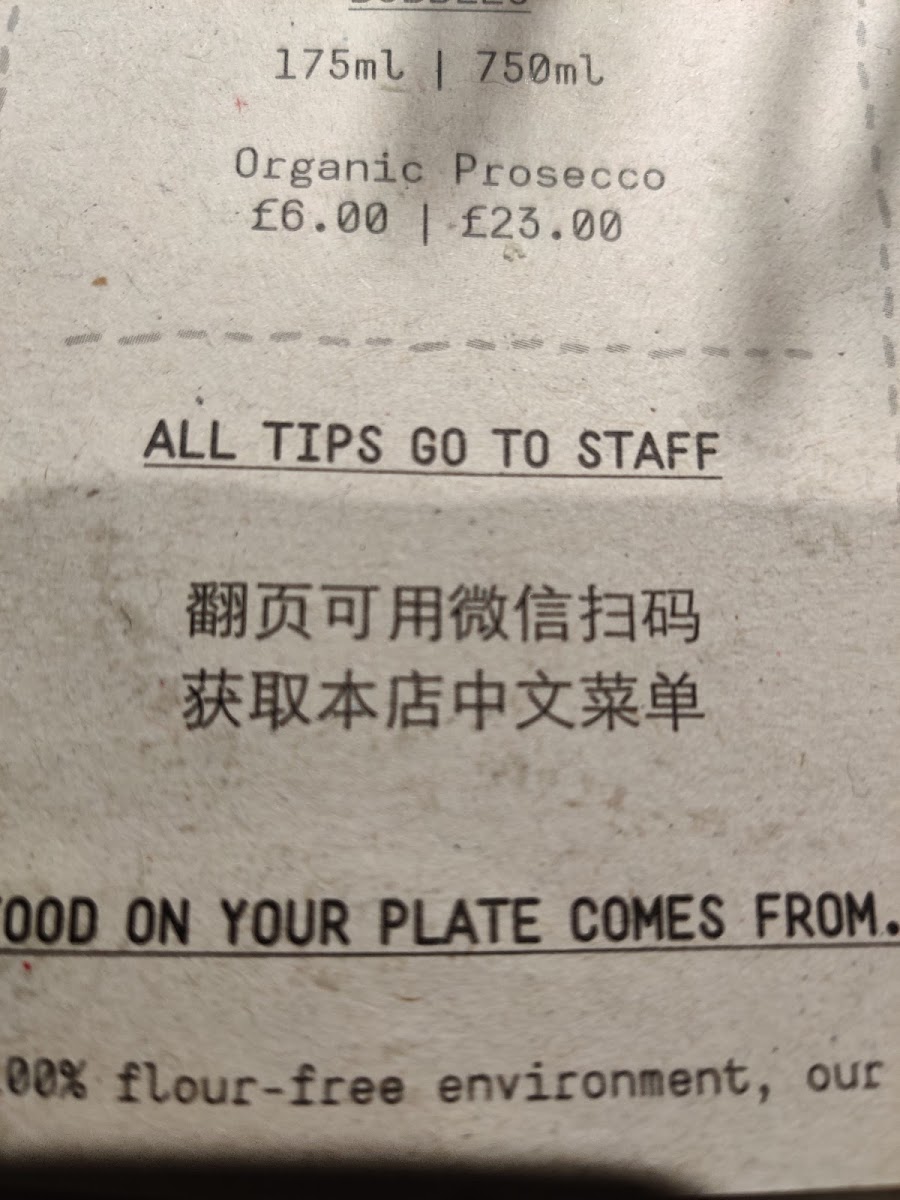 175ml | 750ml
Organic Prosecco
£6.00 | £23.00
ALL TIPS GO TO STAFF
翻页可用微信扫码
获取本店中文菜单
ON YOUR PLATE COMES FROM.
flour-free environment, our